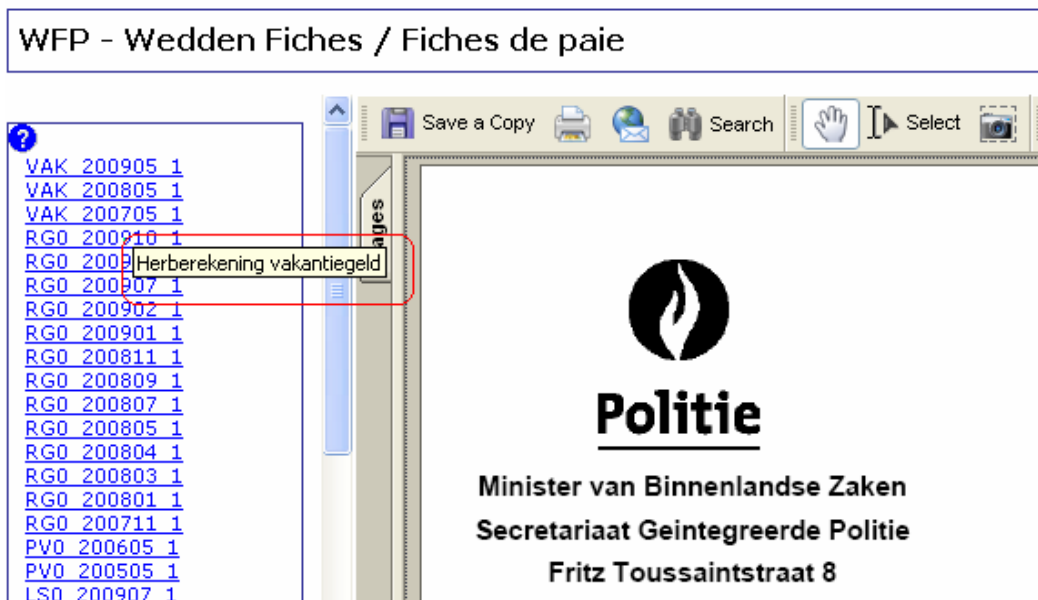 WFP - Wedden Fiches / Fiches de paie
Save a Copy
Search
Select
?
VAK 200905 1
VAK 200805 1
VAK 200705 1
RG0 200910 1
RG0 2009
Herberekening vakantiegeld
RG0 200907 1
RG0 200902 1
RG0 200901 1
RG0 200811 1
RG0 200809 1
RG0 200807 1
RG0 200805 1
RG0 200804 1
RG0 200803 1
RG0 200801 1
RG0 200711 1
PV0 200605 1
PV0 200505 1
LS0 200907 1
Politie
Minister van Binnenlandse Zaken
Secretariaat Geintegreerde Politie
Fritz Toussaintstraat 8